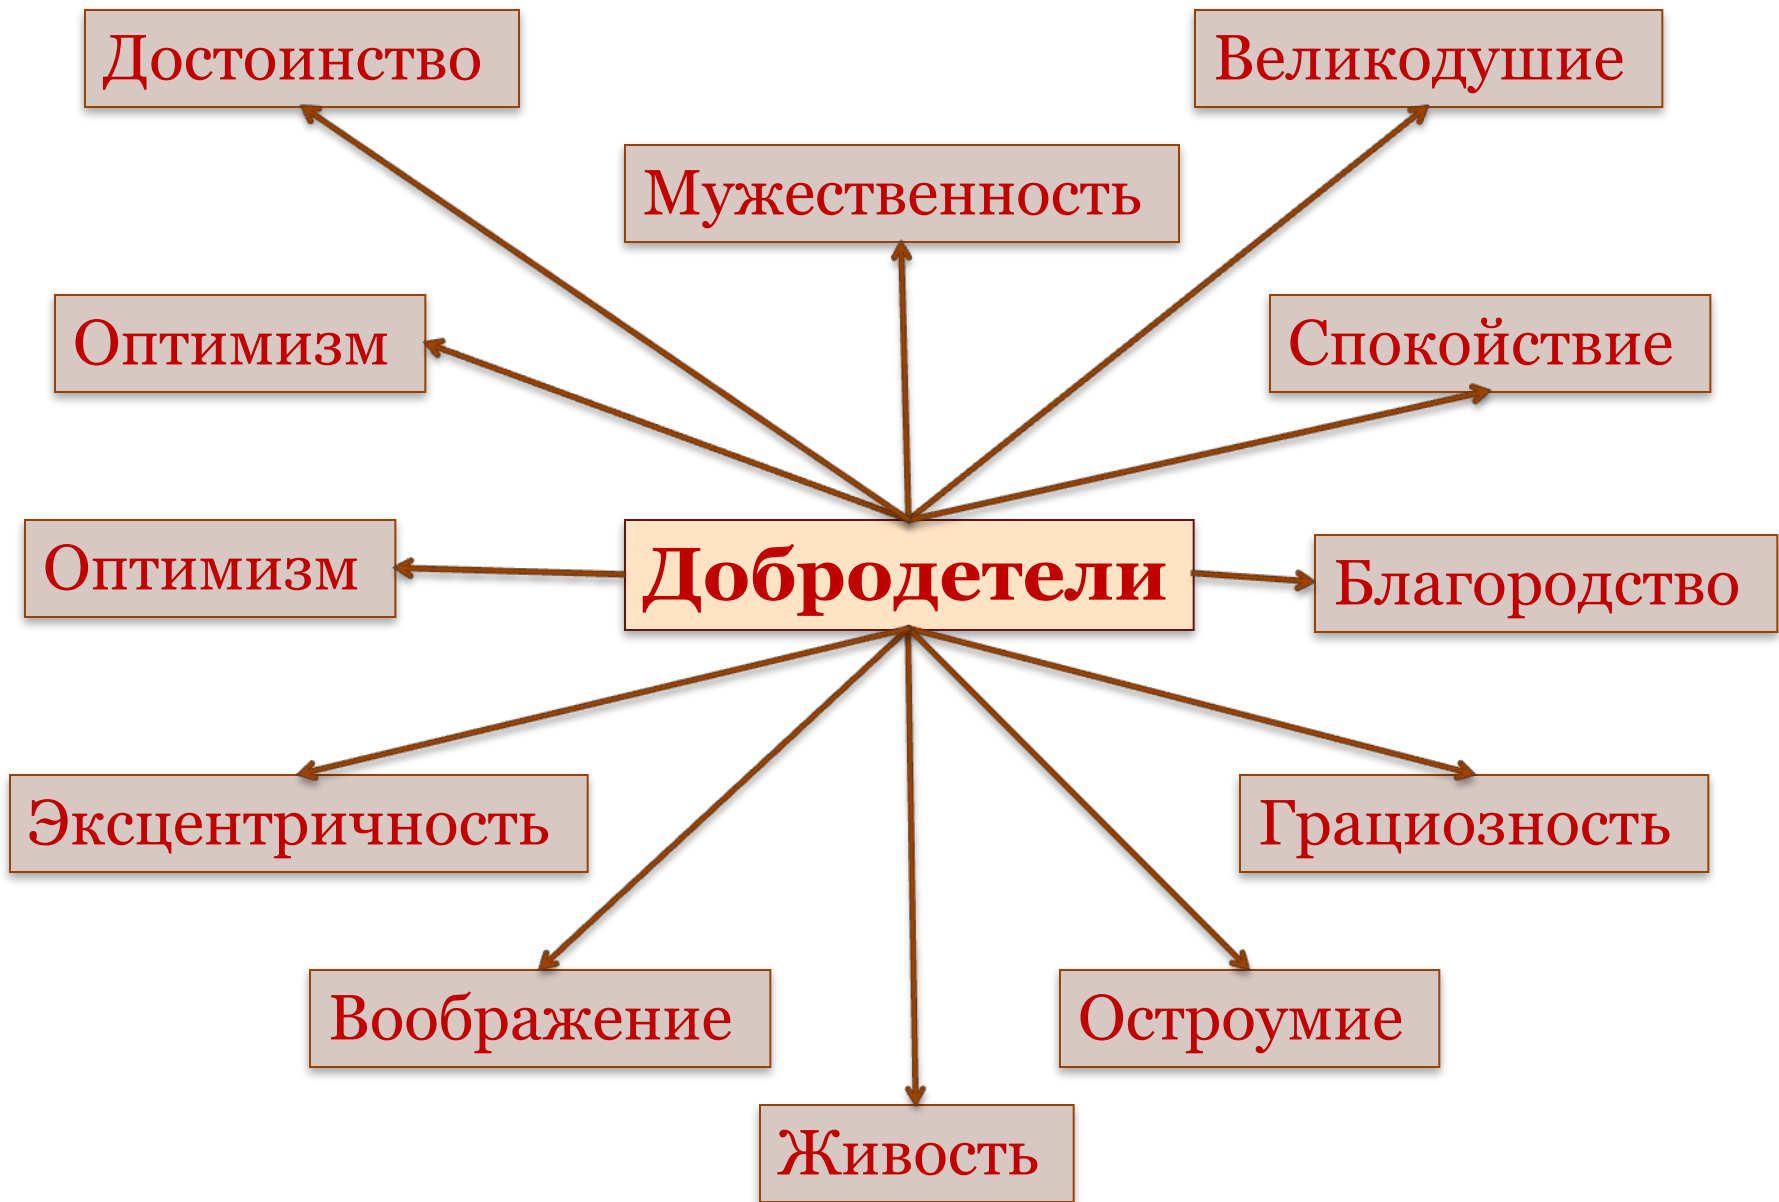 Достоинство
Великодушие
Мужественность
Оптимизм
Спокойствие
Оптимизм
Добродетели
Благородство
Эксцентричность
Грациозность
Воображение
Остроумие
Живость